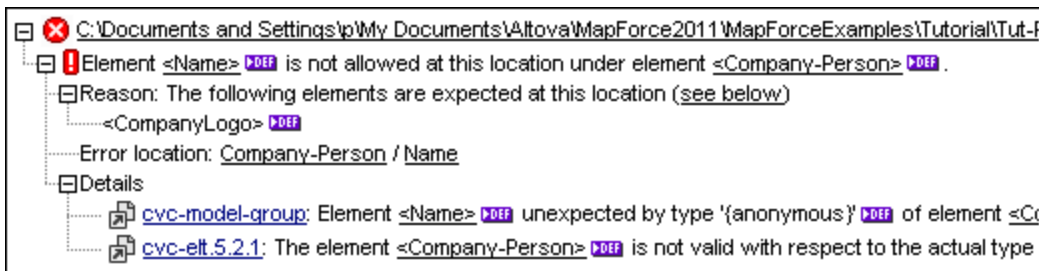 C:\Documents and Settings\p\My Documents\Altova\MapForce2011\MapForceExamples\Tutorial\Tut-
Element <Name> DEF is not allowed at this location under element <Company-Person> DEF .
Reason: The following elements are expected at this location (see below)
<CompanyLogo> DEF
Error location: Company-Person / Name
Details
cvc-model-group: Element <Name> DEF unexpected by type '{anonymous}' DEF of element
cvc-elt.5.2.1: The element <Company-Person> DEF is not valid with respect to the actual type